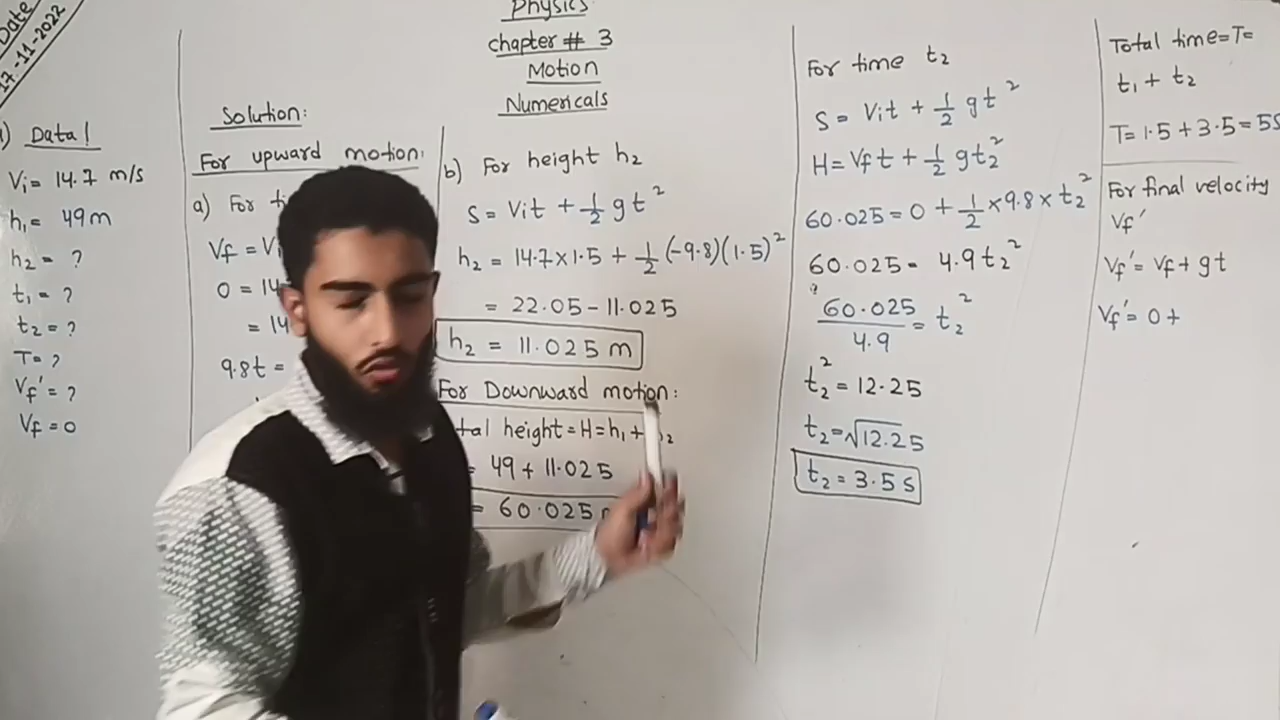 Date
17-11-2022
Physics
chapter # 3
Motion
Numericals
1) Data!
Vi= 14.7 m/s
h₁= 49m
h₂= ?
t₁= ?
t₂= ?
T= ?
Vf'= ?
Vf=0
Solution:
For upward motion:
a) For
Vf = Vi
0 = 14
= 14
9.8t =
b) For height h₂
S= Vit + 1/2 gt²
h₂ = 14.7×1.5 + 1/2 (-9.8)(1.5)²
= 22.05-11.025
h₂ = 11.025 m
For Downward motion:
height=H=h₁+
= 49 + 11.025
= 60.025
For time t₂
S= Vit + 1/2 gt²
H= Vft + 1/2 gt₂²
60.025=0 + 1/2 ×9.8× t₂²
60.025= 4.9t₂²
60.025/4.9 = t₂²
t₂² = 12.25
t₂=√12.25
t₂ = 3.5s
Total time=T=
t₁ + t₂
T=1.5+3.5=5s
For final velocity
Vf'
Vf'= Vf + gt
Vf'= 0+